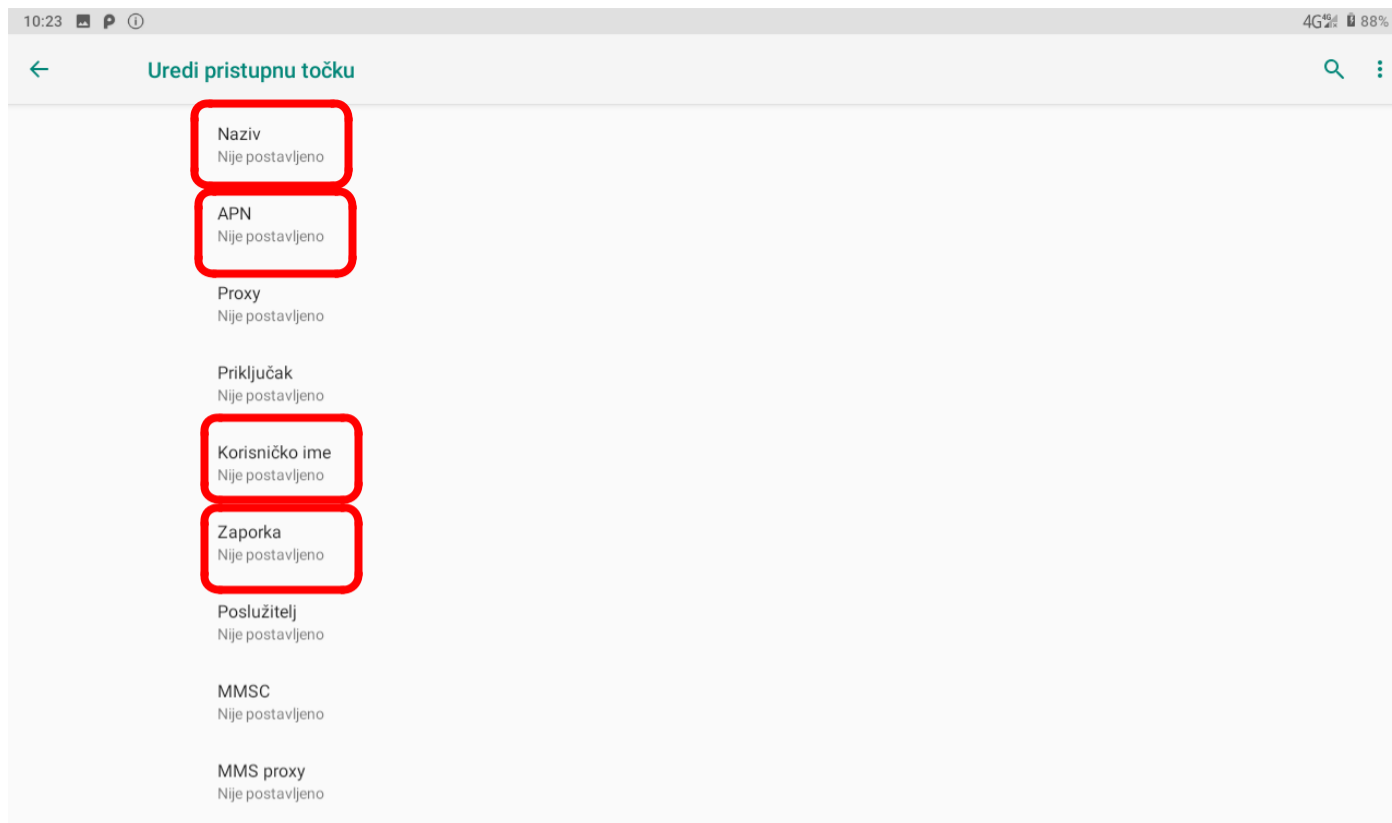 10:23 4G 88%
Uredi pristupnu točku
Naziv
Nije postavljeno
APN
Nije postavljeno
Proxy
Nije postavljeno
Priključak
Nije postavljeno
Korisničko ime
Nije postavljeno
Zaporka
Nije postavljeno
Poslužitelj
Nije postavljeno
MMSC
Nije postavljeno
MMS proxy
Nije postavljeno